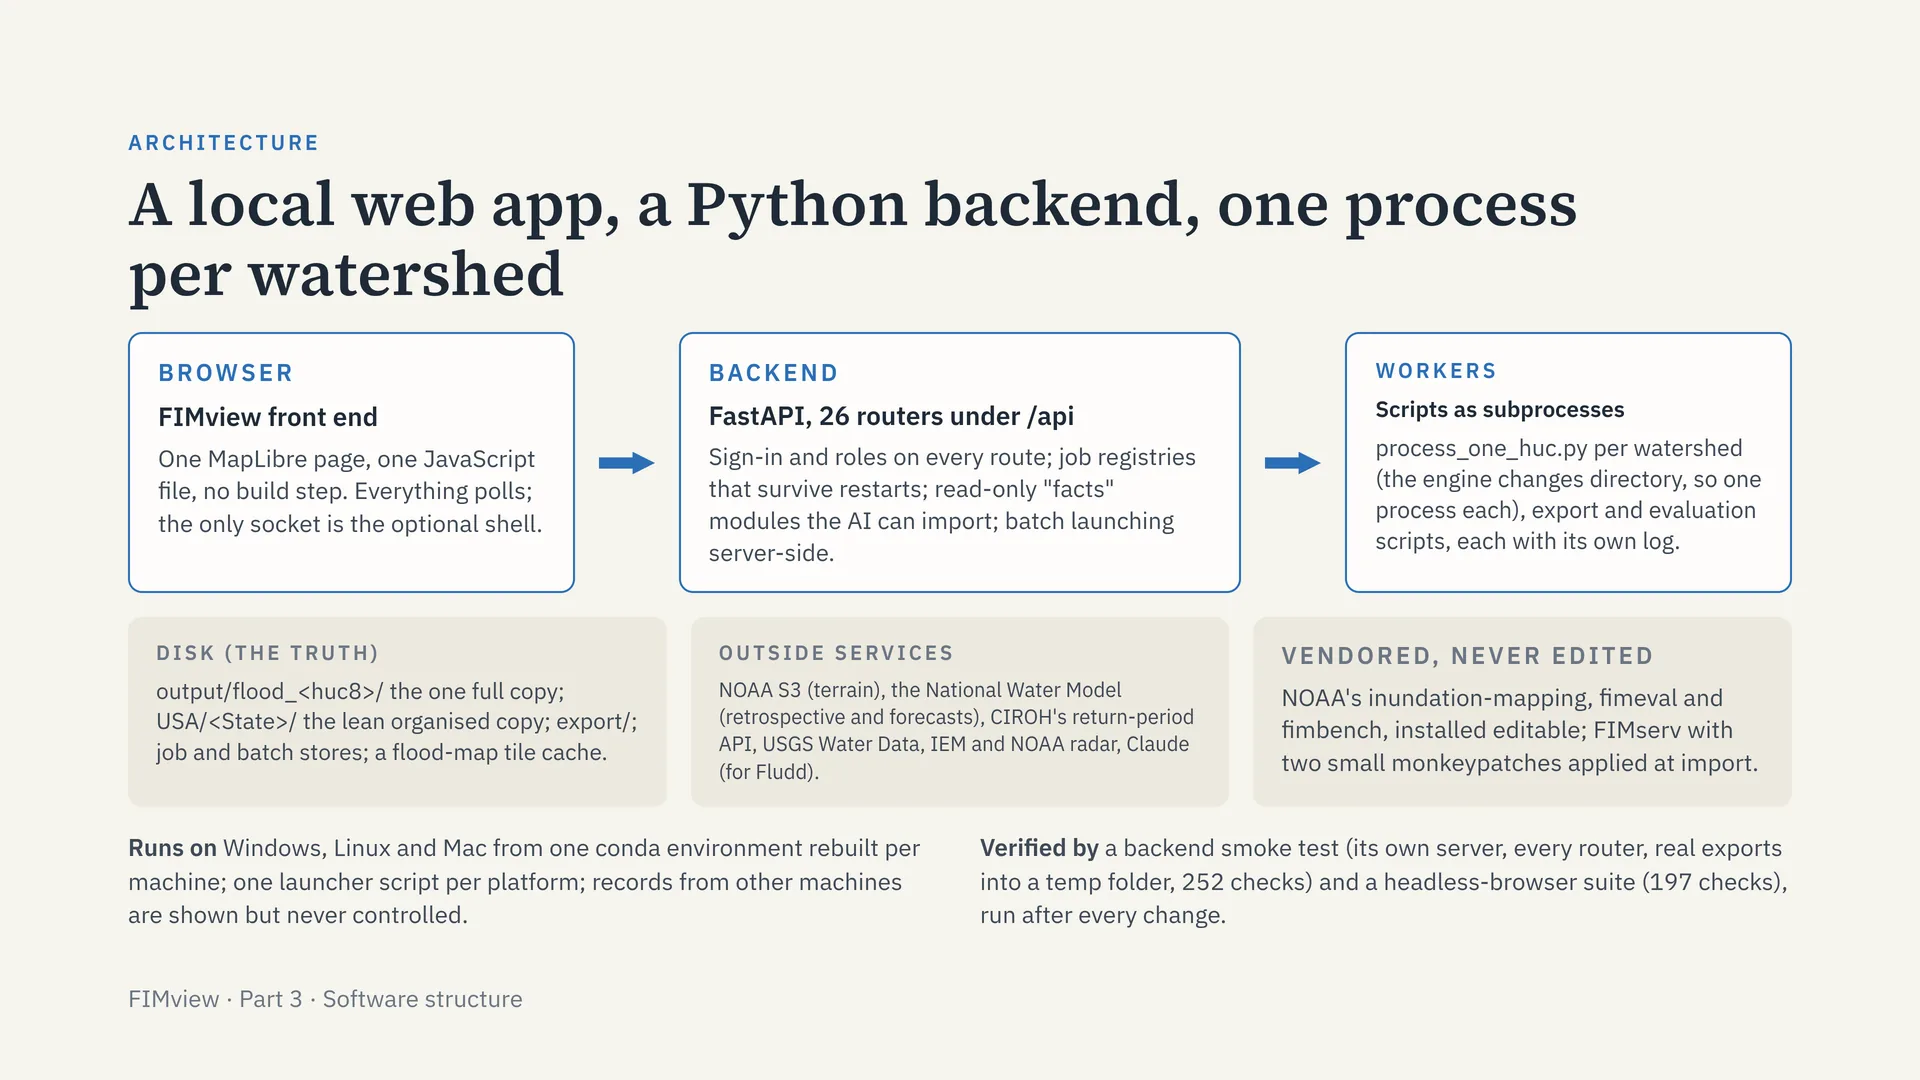 ARCHITECTURE
A local web app, a Python backend, one process
per watershed
BROWSER
FIMview front end
One MapLibre page, one JavaScript
file, no build step. Everything polls;
the only socket is the optional shell.
BACKEND
FastAPI, 26 routers under /api
Sign-in and roles on every route; job registries
that survive restarts; read-only "facts"
modules the AI can import; batch launching
server-side.
WORKERS
Scripts as subprocesses
process_one_huc.py per watershed
(the engine changes directory, so one
process each), export and evaluation
scripts, each with its own log.
DISK (THE TRUTH)
output/flood_<huc8>/ the one full copy;
USA/<State>/ the lean organised copy; export/;
job and batch stores; a flood-map tile cache.
OUTSIDE SERVICES
NOAA S3 (terrain), the National Water Model
(retrospective and forecasts), CIROH's return-period
API, USGS Water Data, IEM and NOAA radar, Claude
(for Fludd).
VENDORED, NEVER EDITED
NOAA's inundation-mapping, fimeval and
fimbench, installed editable; FIMserv with
two small monkeypatches applied at import.
Runs on Windows, Linux and Mac from one conda environment rebuilt per
machine; one launcher script per platform; records from other machines
are shown but never controlled.
Verified by a backend smoke test (its own server, every router, real exports
into a temp folder, 252 checks) and a headless-browser suite (197 checks),
run after every change.
FIMview · Part 3 · Software structure